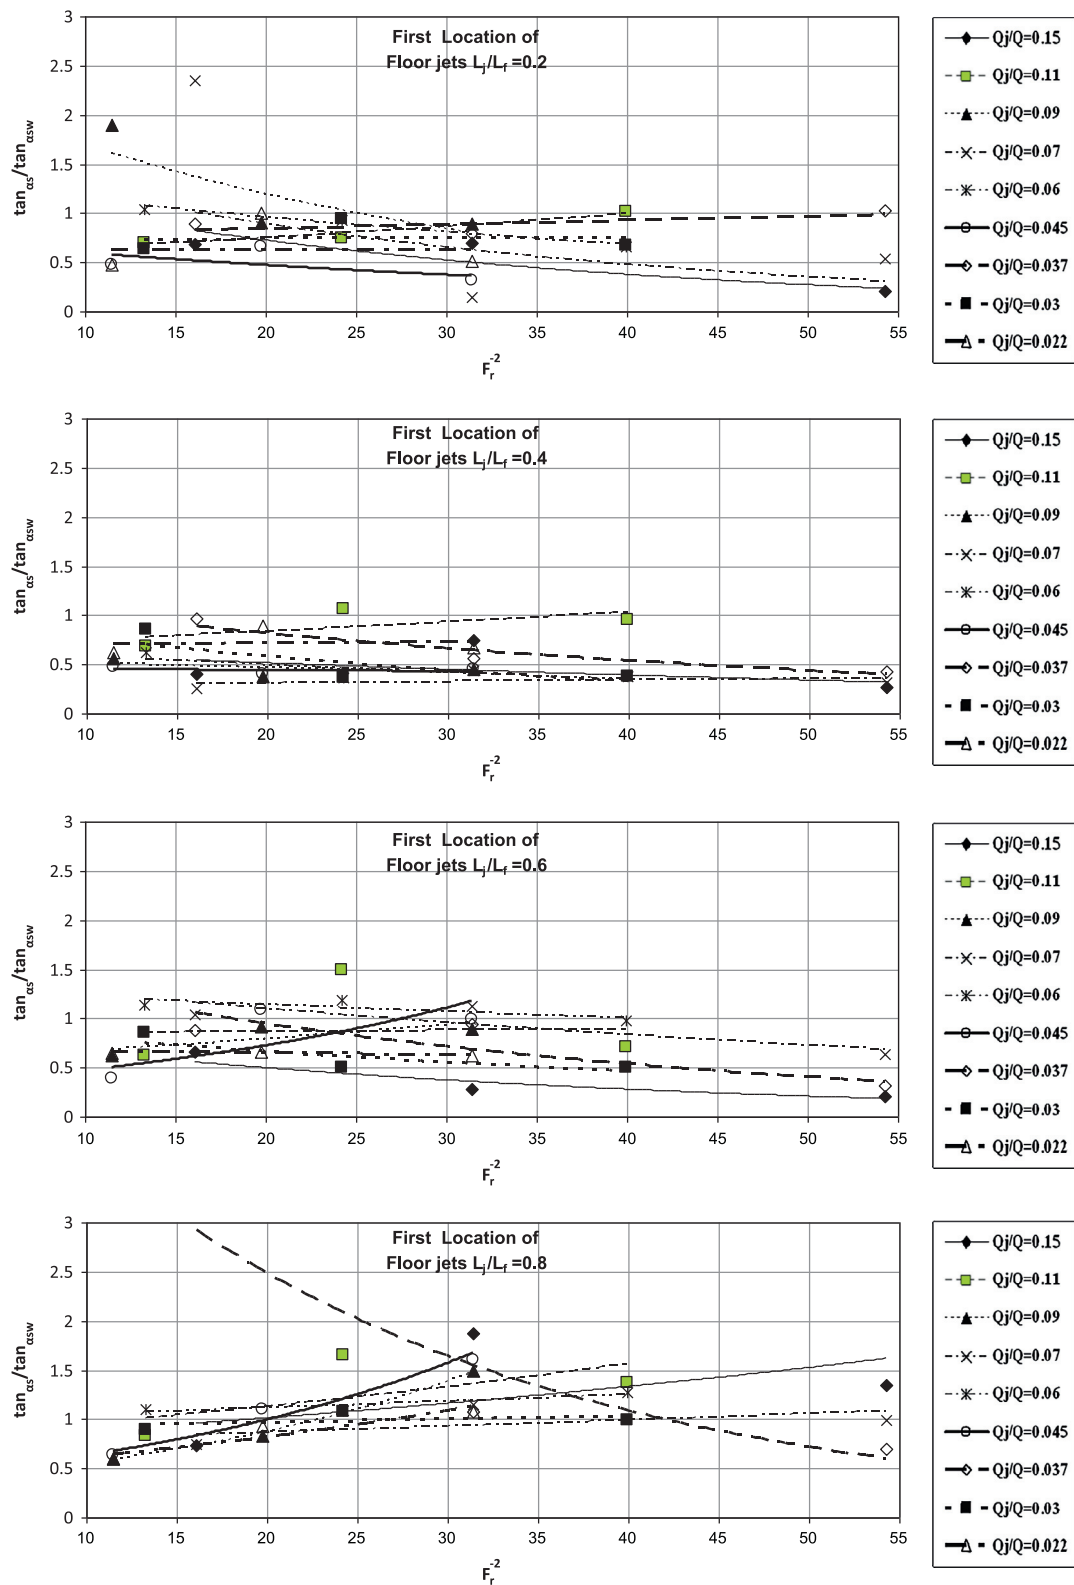 First Location of
Floor jets Lj/Lf =0.2
tanαs/tanαsw
3
2.5
2
1.5
1
0.5
0
10 15 20 25 30 35 40 45 50 55
Fr-2
Qj/Q=0.15
Qj/Q=0.11
Qj/Q=0.09
Qj/Q=0.07
Qj/Q=0.06
Qj/Q=0.045
Qj/Q=0.037
Qj/Q=0.03
Qj/Q=0.022
First Location of
Floor jets Lj/Lf =0.4
tanαs/tanαsw
3
2.5
2
1.5
1
0.5
0
10 15 20 25 30 35 40 45 50 55
Fr-2
Qj/Q=0.15
Qj/Q=0.11
Qj/Q=0.09
Qj/Q=0.07
Qj/Q=0.06
Qj/Q=0.045
Qj/Q=0.037
Qj/Q=0.03
Qj/Q=0.022
First Location of
Floor jets Lj/Lf =0.6
tanαs/tanαsw
3
2.5
2
1.5
1
0.5
0
10 15 20 25 30 35 40 45 50 55
Fr-2
Qj/Q=0.15
Qj/Q=0.11
Qj/Q=0.09
Qj/Q=0.07
Qj/Q=0.06
Qj/Q=0.045
Qj/Q=0.037
Qj/Q=0.03
Qj/Q=0.022
First Location of
Floor jets Lj/Lf =0.8
tanαs/tanαsw
3
2.5
2
1.5
1
0.5
0
10 15 20 25 30 35 40 45 50 55
Fr-2
Qj/Q=0.15
Qj/Q=0.11
Qj/Q=0.09
Qj/Q=0.07
Qj/Q=0.06
Qj/Q=0.045
Qj/Q=0.037
Qj/Q=0.03
Qj/Q=0.022